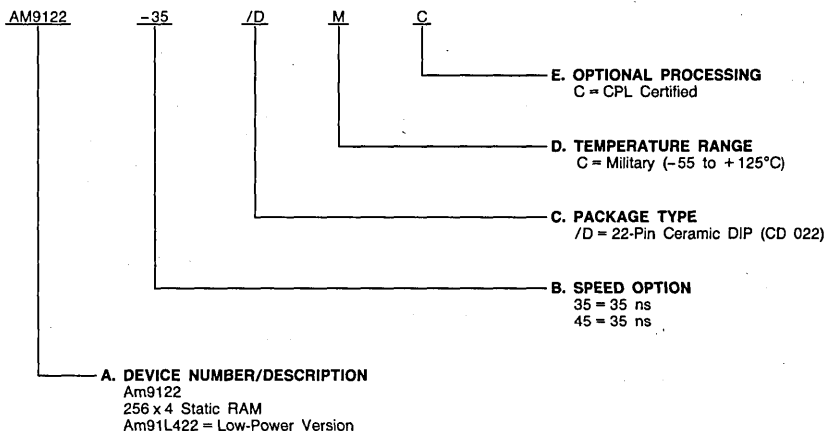 AM9122 -35 /D M C
E. OPTIONAL PROCESSING
C = CPL Certified
D. TEMPERATURE RANGE
C = Military (-55 to +125°C)
C. PACKAGE TYPE
/D = 22-Pin Ceramic DIP (CD 022)
B. SPEED OPTION
35 = 35 ns
45 = 35 ns
A. DEVICE NUMBER/DESCRIPTION
Am9122
256 x 4 Static RAM
Am91L422 = Low-Power Version